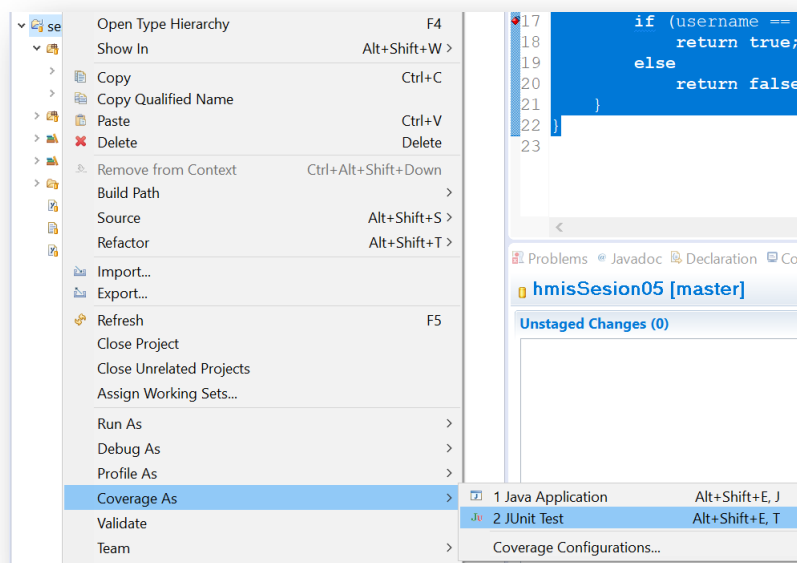 se
Open Type Hierarchy F4
Show In Alt+Shift+W >
Copy Ctrl+C
Copy Qualified Name
Paste Ctrl+V
Delete Delete
Remove from Context Ctrl+Alt+Shift+Down
Build Path >
Source Alt+Shift+S >
Refactor Alt+Shift+T >
Import...
Export...
Refresh F5
Close Project
Close Unrelated Projects
Assign Working Sets...
Run As >
Debug As >
Profile As >
Coverage As >
Validate
Team >
17 if (username ==
18 return true;
19 else
20 return false
21 }
22 }
23
Problems @ Javadoc Declaration Co
hmisSesion05 [master]
Unstaged Changes (0)
1 Java Application Alt+Shift+E, J
2 JUnit Test Alt+Shift+E, T
Coverage Configurations...